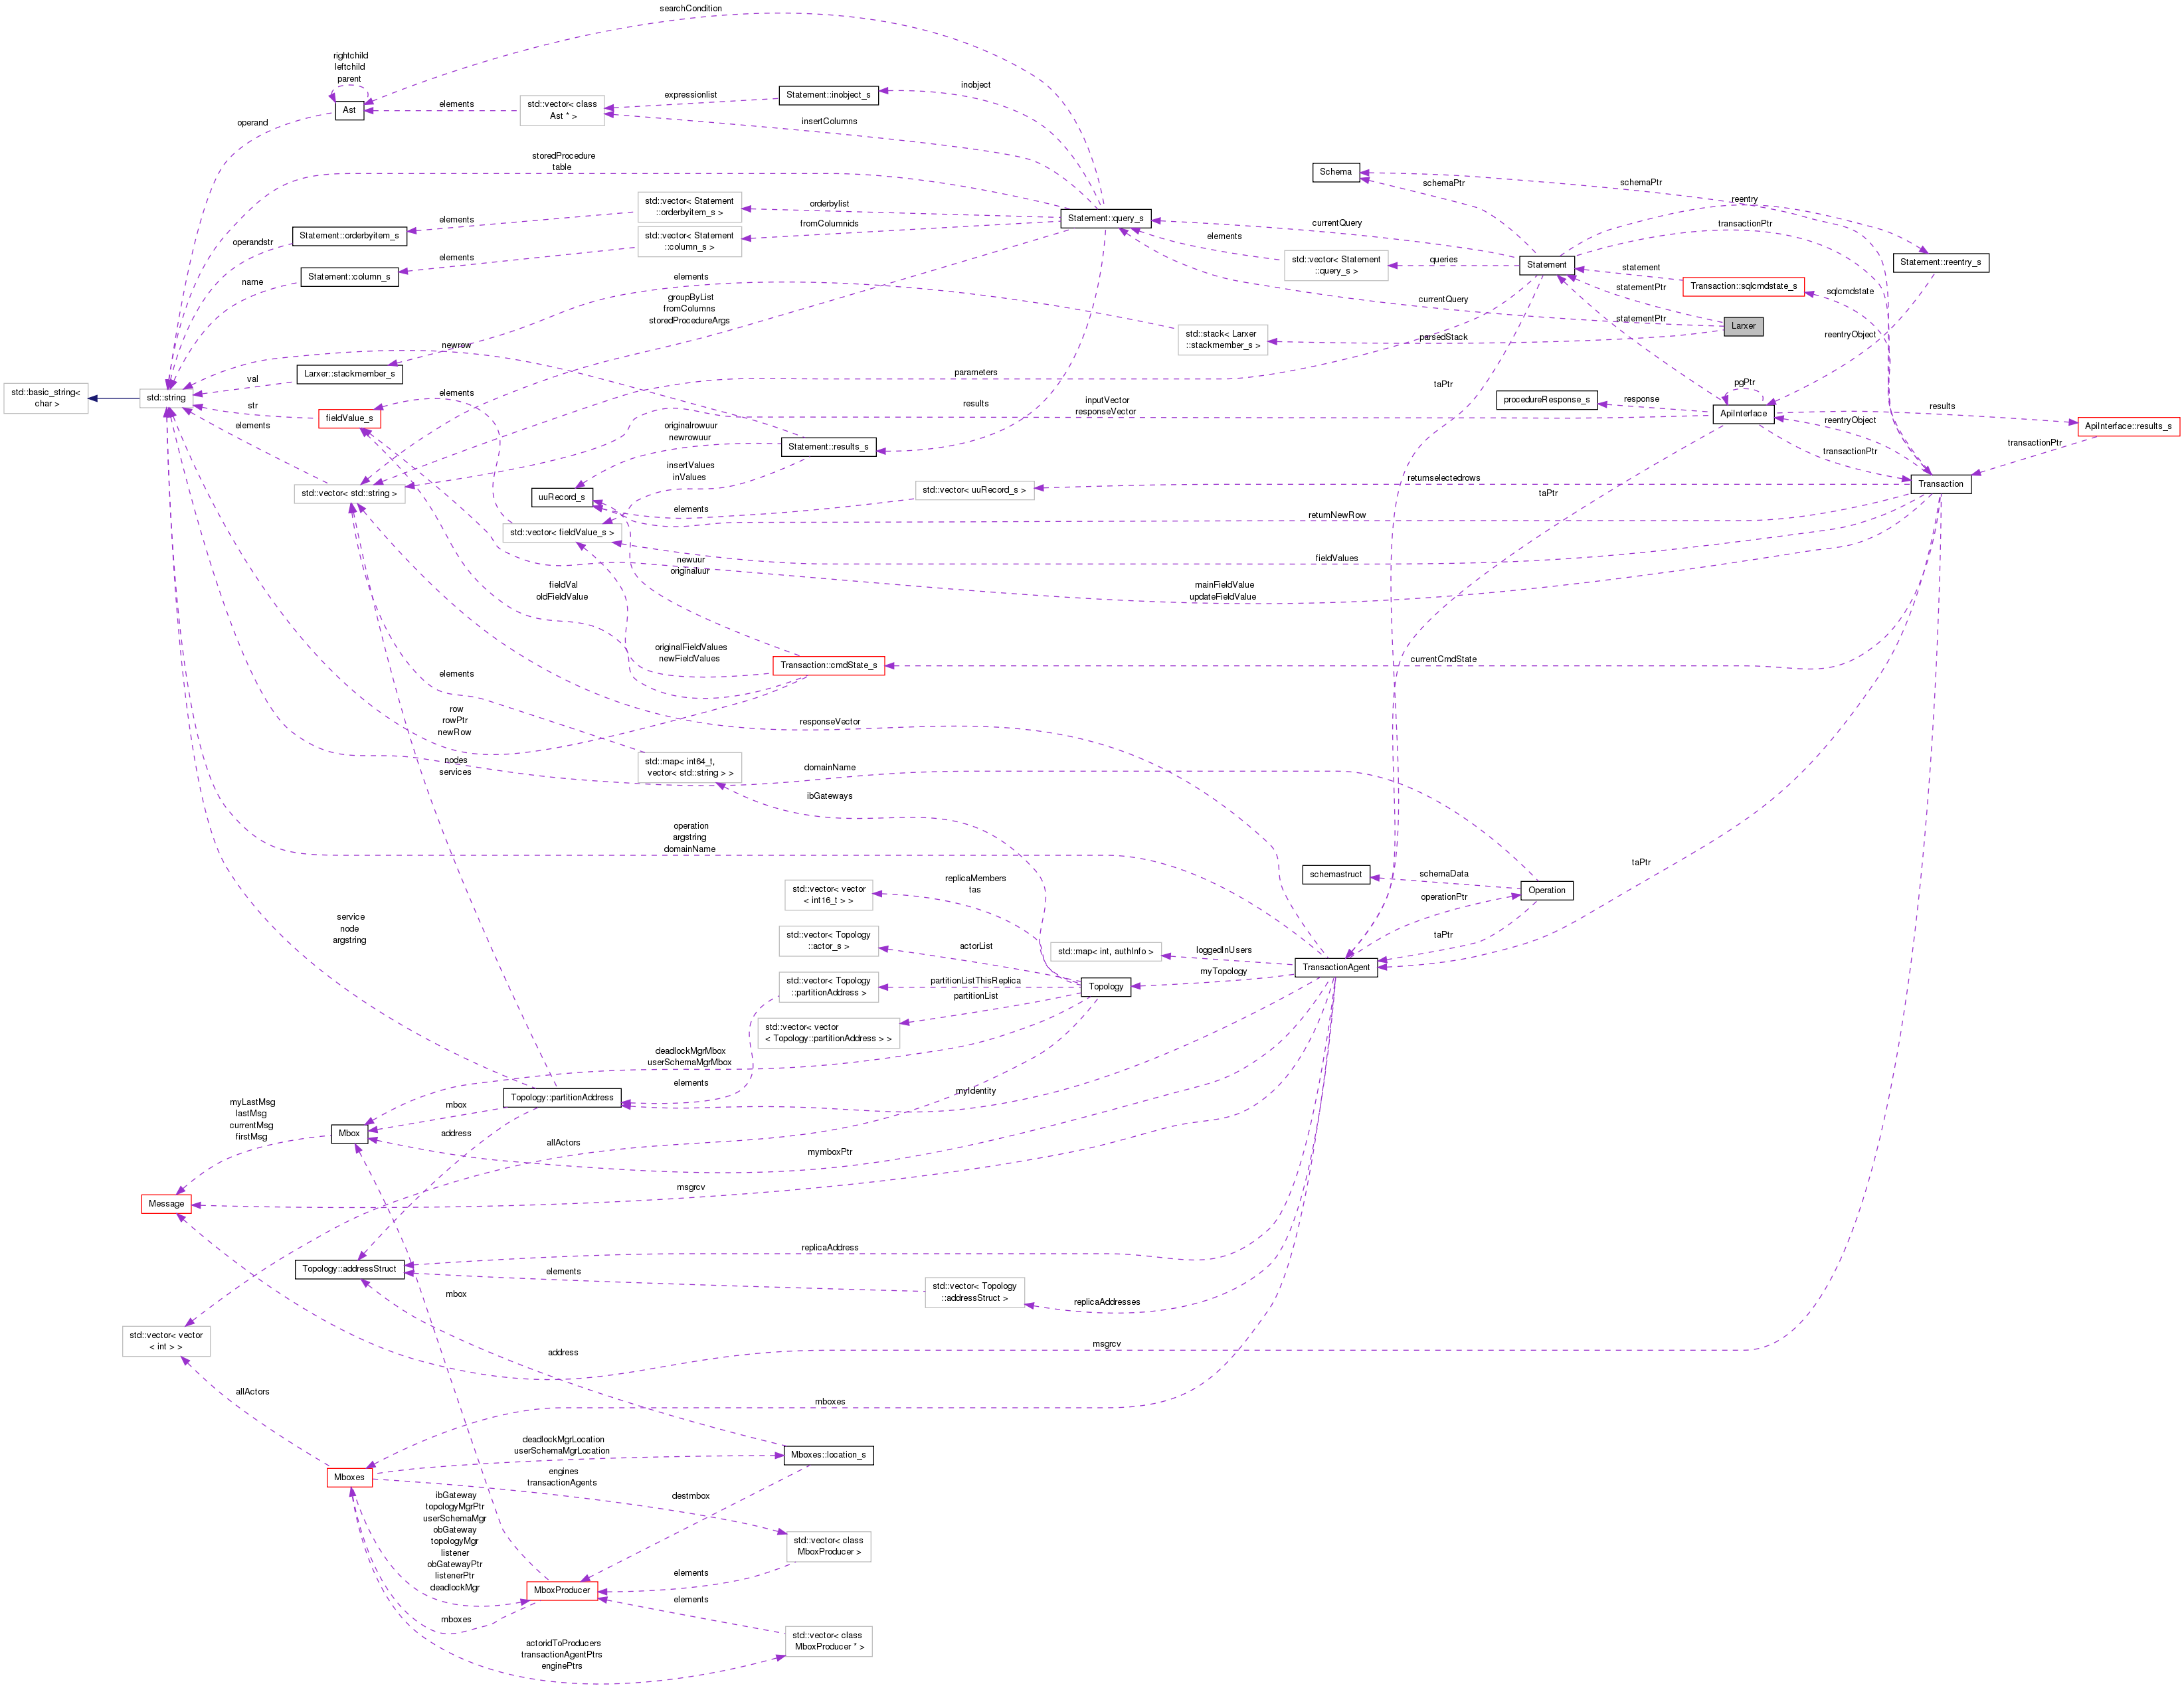 searchCondition
rightchild
leftchild
parent
Ast
operand
elements
std::vector< class
Ast * >
expressionlist
Statement::inobject_s
inobject
insertColumns
storedProcedure
table
std::vector< Statement
::orderbyitem_s >
orderbylist
elements
Statement::orderbyitem_s
operandstr
std::vector< Statement
::column_s >
fromColumnids
elements
Statement::column_s
name
Statement::query_s
Schema
schemaPtr
schemaPtr
reentry
transactionPtr
currentQuery
elements
std::vector< Statement
::query_s >
queries
Statement
statement
Transaction::sqlcmdstate_s
sqlcmdstate
Statement::reentry_s
statementPtr
currentQuery
Larxer
statementPtr
reentryObject
elements
groupByList
fromColumns
storedProcedureArgs
std::stack< Larxer
::stackmember_s >
parsedStack
newrow
Larxer::stackmember_s
val
parameters
taPtr
std::basic_string<
char >
std::string
str
fieldValue_s
elements
elements
results
inputVector
responseVector
procedureResponse_s
response
pgPtr
ApiInterface
results
ApiInterface::results_s
reentryObject
transactionPtr
transactionPtr
originalrowuur
newrowuur
Statement::results_s
insertValues
inValues
std::vector< std::string >
uuRecord_s
elements
std::vector< uuRecord_s >
returnselectedrows
taPtr
Transaction
returnNewRow
std::vector< fieldValue_s >
fieldValues
newuur
originaluur
fieldVal
oldFieldValue
mainFieldValue
updateFieldValue
originalFieldValues
newFieldValues
Transaction::cmdState_s
currentCmdState
elements
row
rowPtr
newRow
responseVector
nodes
services
std::map< int64_t,
vector< std::string > >
domainName
ibGateways
operation
argstring
domainName
taPtr
schemastruct
schemaData
Operation
operationPtr
taPtr
std::vector< vector
< int16_t > >
replicaMembers
tas
service
node
argstring
std::vector< Topology
::actor_s >
actorList
std::map< int, authInfo >
loggedInUsers
TransactionAgent
myTopology
std::vector< Topology
::partitionAddress >
partitionListThisReplica
Topology
partitionList
std::vector< vector
< Topology::partitionAddress > >
deadlockMgrMbox
userSchemaMgrMbox
elements
Topology::partitionAddress
myIdentity
myLastMsg
lastMsg
currentMsg
firstMsg
mbox
Mbox
address
allActors
mymboxPtr
Message
msgrcv
replicaAddress
Topology::addressStruct
elements
std::vector< Topology
::addressStruct >
replicaAddresses
mbox
std::vector< vector
< int > >
address
msgrcv
allActors
mboxes
deadlockMgrLocation
userSchemaMgrLocation
Mboxes::location_s
Mboxes
engines
transactionAgents
destmbox
ibGateway
topologyMgrPtr
userSchemaMgr
obGateway
topologyMgr
listener
obGatewayPtr
listenerPtr
deadlockMgr
std::vector< class
MboxProducer >
elements
MboxProducer
elements
mboxes
std::vector< class
MboxProducer * >
actoridToProducers
transactionAgentPtrs
enginePtrs